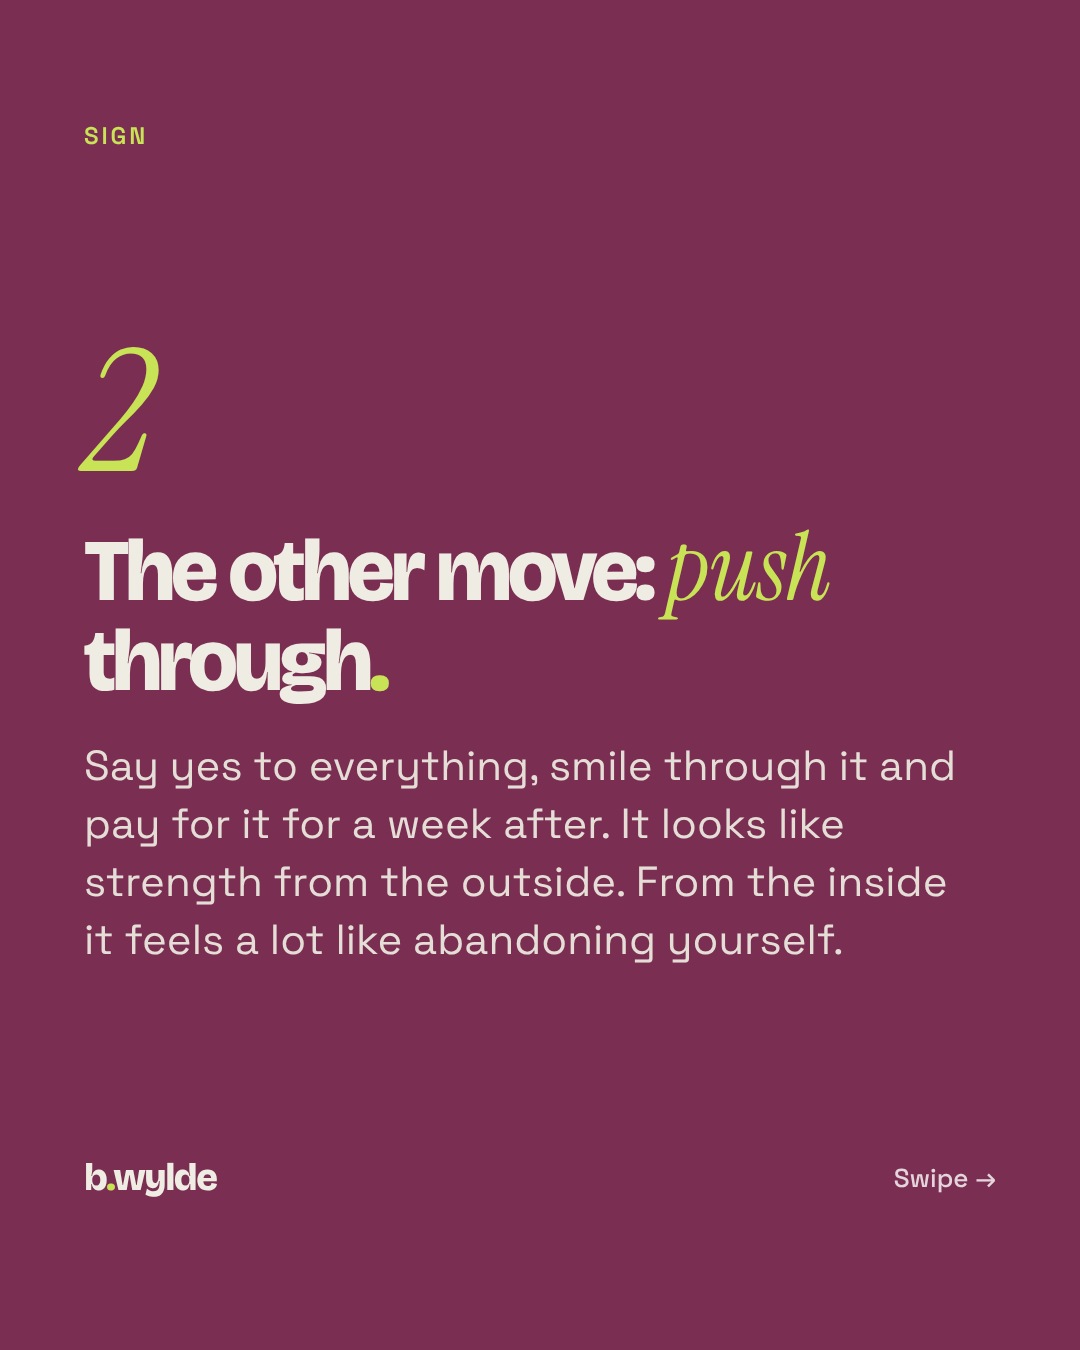 SIGN
2
The other move: push
through.
Say yes to everything, smile through it and
pay for it for a week after. It looks like
strength from the outside. From the inside
it feels a lot like abandoning yourself.
b.wylde
Swipe →